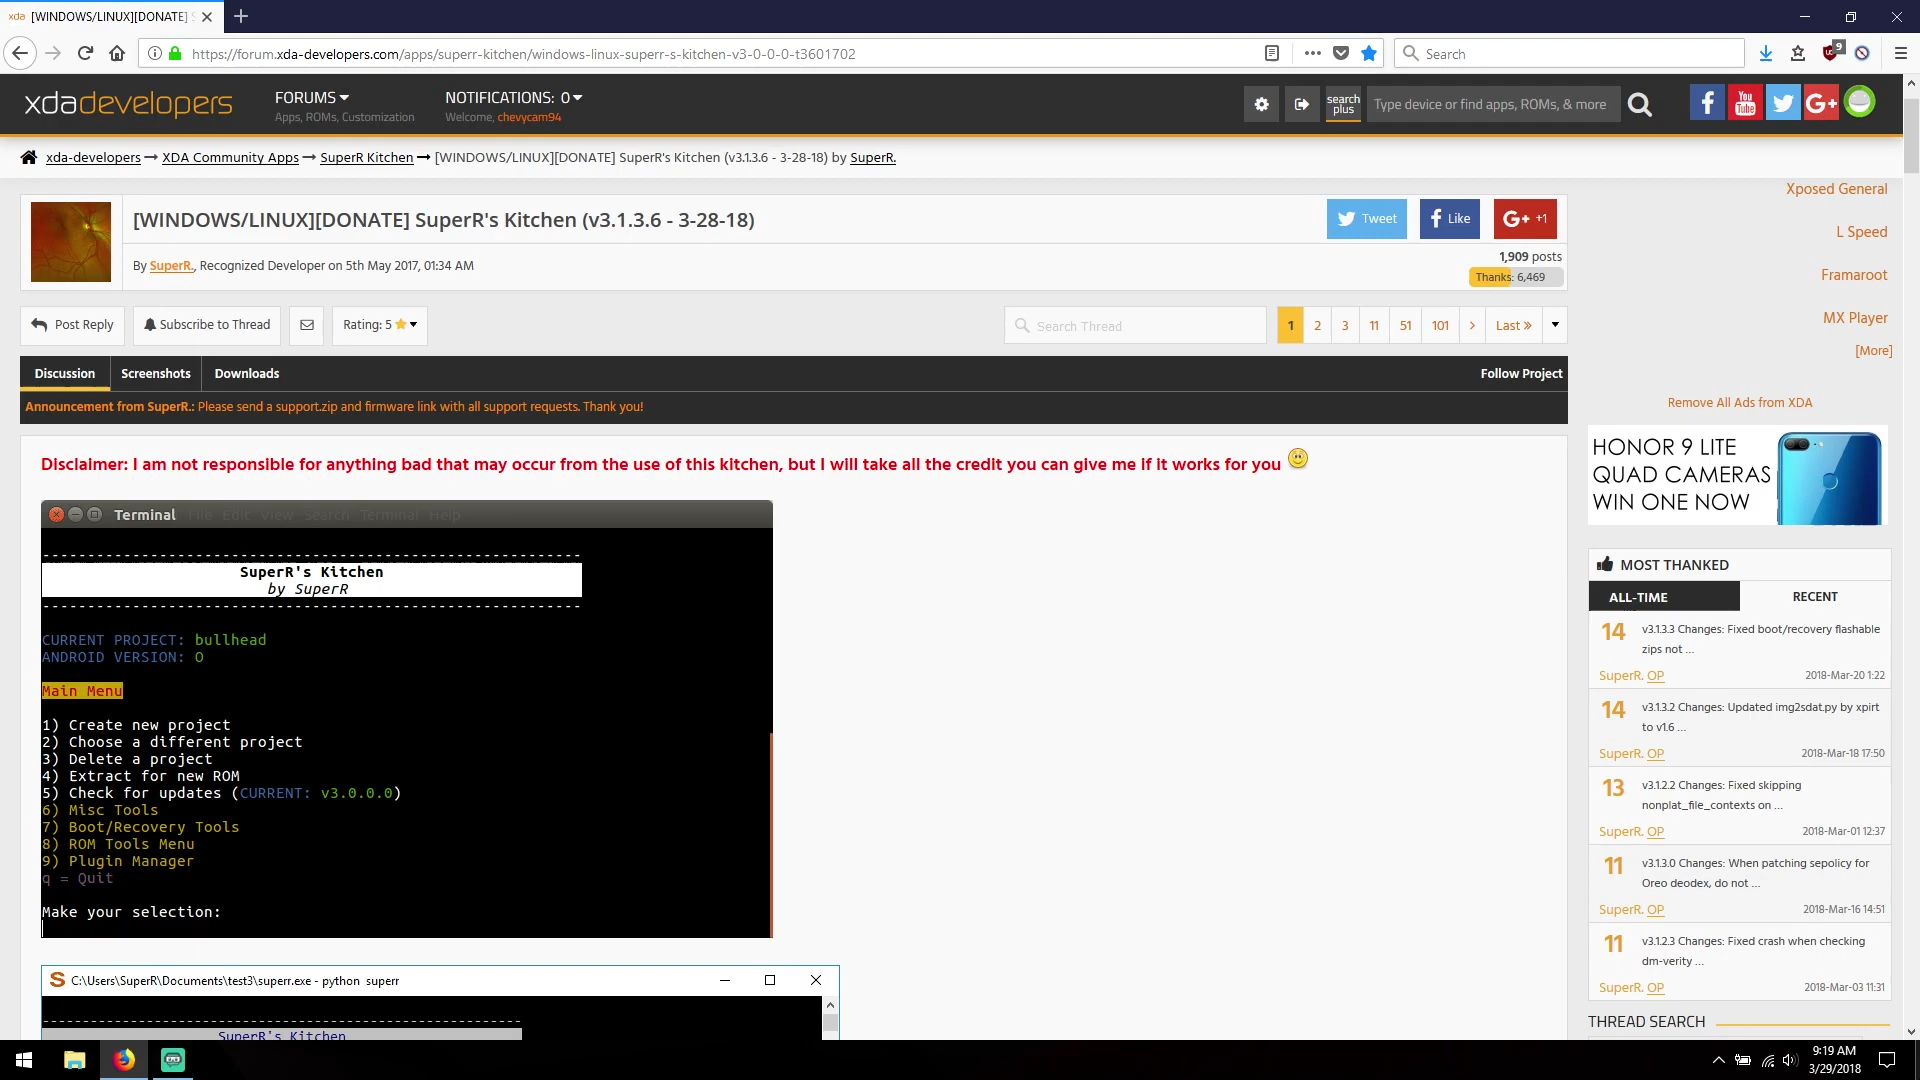 xda [WINDOWS/LINUX][DONATE] S
https://forum.xda-developers.com/apps/superr-kitchen/windows-linux-superr-s-kitchen-v3-0-0-0-t3601702
Search
9
xdadevelopers
FORUMS
Apps, ROMs, Customization
NOTIFICATIONS: 0
Welcome, chevycam94
search plus
Type device or find apps, ROMs, & more
You Tube
G+
xda-developers → XDA Community Apps → SuperR Kitchen → [WINDOWS/LINUX][DONATE] SuperR's Kitchen (v3.1.3.6 - 3-28-18) by SuperR.
[WINDOWS/LINUX][DONATE] SuperR's Kitchen (v3.1.3.6 - 3-28-18)
Tweet
Like
G+ +1
By SuperR., Recognized Developer on 5th May 2017, 01:34 AM
1,909 posts
Thanks: 6,469
Post Reply
Subscribe to Thread
Rating: 5
Search Thread
1 2 3 11 51 101 > Last »
Discussion
Screenshots
Downloads
Follow Project
Announcement from SuperR.: Please send a support.zip and firmware link with all support requests. Thank you!
Disclaimer: I am not responsible for anything bad that may occur from the use of this kitchen, but I will take all the credit you can give me if it works for you
Terminal File Edit View Search Terminal Help
------------------------------------------------------------
SuperR's Kitchen
by SuperR
------------------------------------------------------------
CURRENT PROJECT: bullhead
ANDROID VERSION: O
Main Menu
1) Create new project
2) Choose a different project
3) Delete a project
4) Extract for new ROM
5) Check for updates (CURRENT: v3.0.0.0)
6) Misc Tools
7) Boot/Recovery Tools
8) ROM Tools Menu
9) Plugin Manager
q = Quit
Make your selection:
S C:\Users\SuperR\Documents\test3\superr.exe - python superr
------------------------------------------------------------
SuperR's Kitchen
Xposed General
L Speed
Framaroot
MX Player
[More]
Remove All Ads from XDA
HONOR 9 LITE
QUAD CAMERAS
WIN ONE NOW
MOST THANKED
ALL-TIME
RECENT
14 v3.1.3.3 Changes: Fixed boot/recovery flashable
zips not ...
SuperR. OP 2018-Mar-20 1:22
14 v3.1.3.2 Changes: Updated img2sdat.py by xpirt
to v1.6 ...
SuperR. OP 2018-Mar-18 17:50
13 v3.1.2.2 Changes: Fixed skipping
nonplat_file_contexts on ...
SuperR. OP 2018-Mar-01 12:37
11 v3.1.3.0 Changes: When patching sepolicy for
Oreo deodex, do not ...
SuperR. OP 2018-Mar-16 14:51
11 v3.1.2.3 Changes: Fixed crash when checking
dm-verity ...
SuperR. OP 2018-Mar-03 11:31
THREAD SEARCH
9:19 AM
3/29/2018